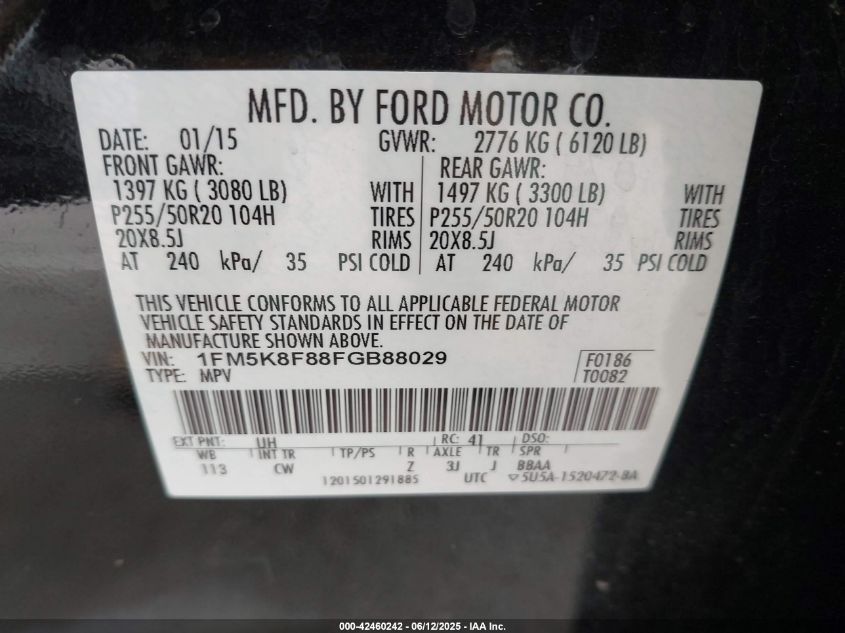 MFD. BY FORD MOTOR CO.
DATE: 01/15 GVWR: 2776 KG ( 6120 LB)
FRONT GAWR: REAR GAWR:
1397 KG ( 3080 LB) WITH 1497 KG ( 3300 LB) WITH
P255/50R20 104H TIRES P255/50R20 104H TIRES
20X8.5J RIMS 20X8.5J RIMS
AT 240 kPa/ 35 PSI COLD AT 240 kPa/ 35 PSI COLD
THIS VEHICLE CONFORMS TO ALL APPLICABLE FEDERAL MOTOR
VEHICLE SAFETY STANDARDS IN EFFECT ON THE DATE OF
MANUFACTURE SHOWN ABOVE.
VIN: 1FM5K8F88FGB88029 F0186
TYPE: MPV T0082
EXT PNT: UH RC: 41 DSO:
WB INT TR TP/PS R AXLE TR SPR
113 CW Z 3J J BBAA
1201501291885 UTC ▽5U5A-1520472-BA
000-42460242 / 06/12/2025 - IAA Inc.